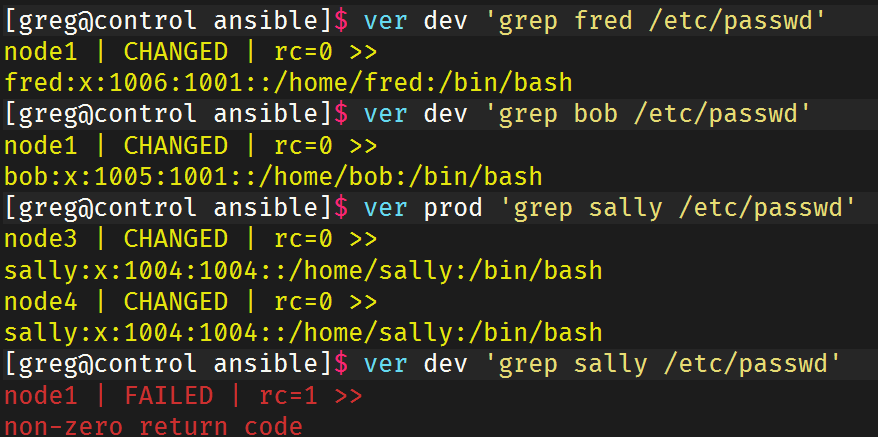 [greg@control ansible]$ ver dev 'grep fred /etc/passwd'
node1 | CHANGED | rc=0 >>
fred:x:1006:1001::/home/fred:/bin/bash
[greg@control ansible]$ ver dev 'grep bob /etc/passwd'
node1 | CHANGED | rc=0 >>
bob:x:1005:1001::/home/bob:/bin/bash
[greg@control ansible]$ ver prod 'grep sally /etc/passwd'
node3 | CHANGED | rc=0 >>
sally:x:1004:1004::/home/sally:/bin/bash
node4 | CHANGED | rc=0 >>
sally:x:1004:1004::/home/sally:/bin/bash
[greg@control ansible]$ ver dev 'grep sally /etc/passwd'
node1 | FAILED | rc=1 >>
non-zero return code